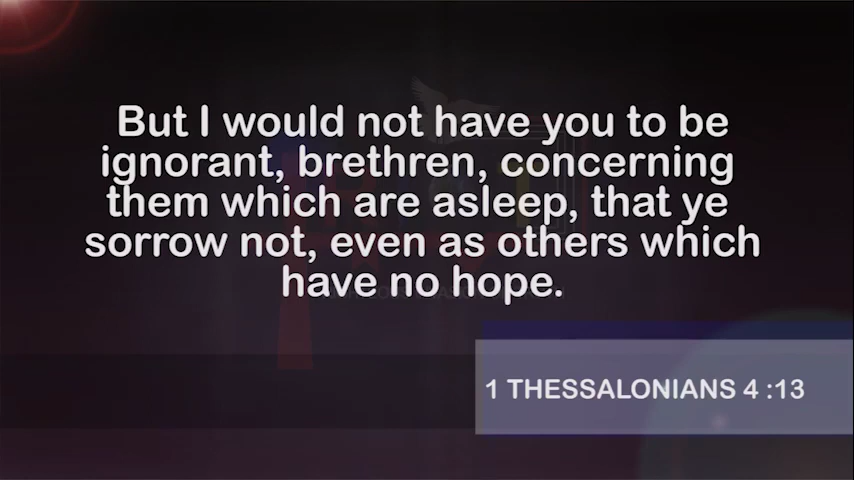 But I would not have you to be
ignorant, brethren, concerning
them which are asleep, that ye
sorrow not, even as others which
have no hope.
1 THESSALONIANS 4 :13